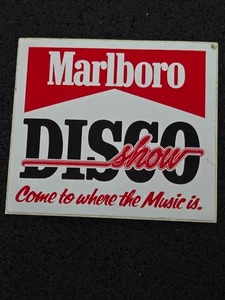 Marlboro
DISCO
show
Come to where the Music is.